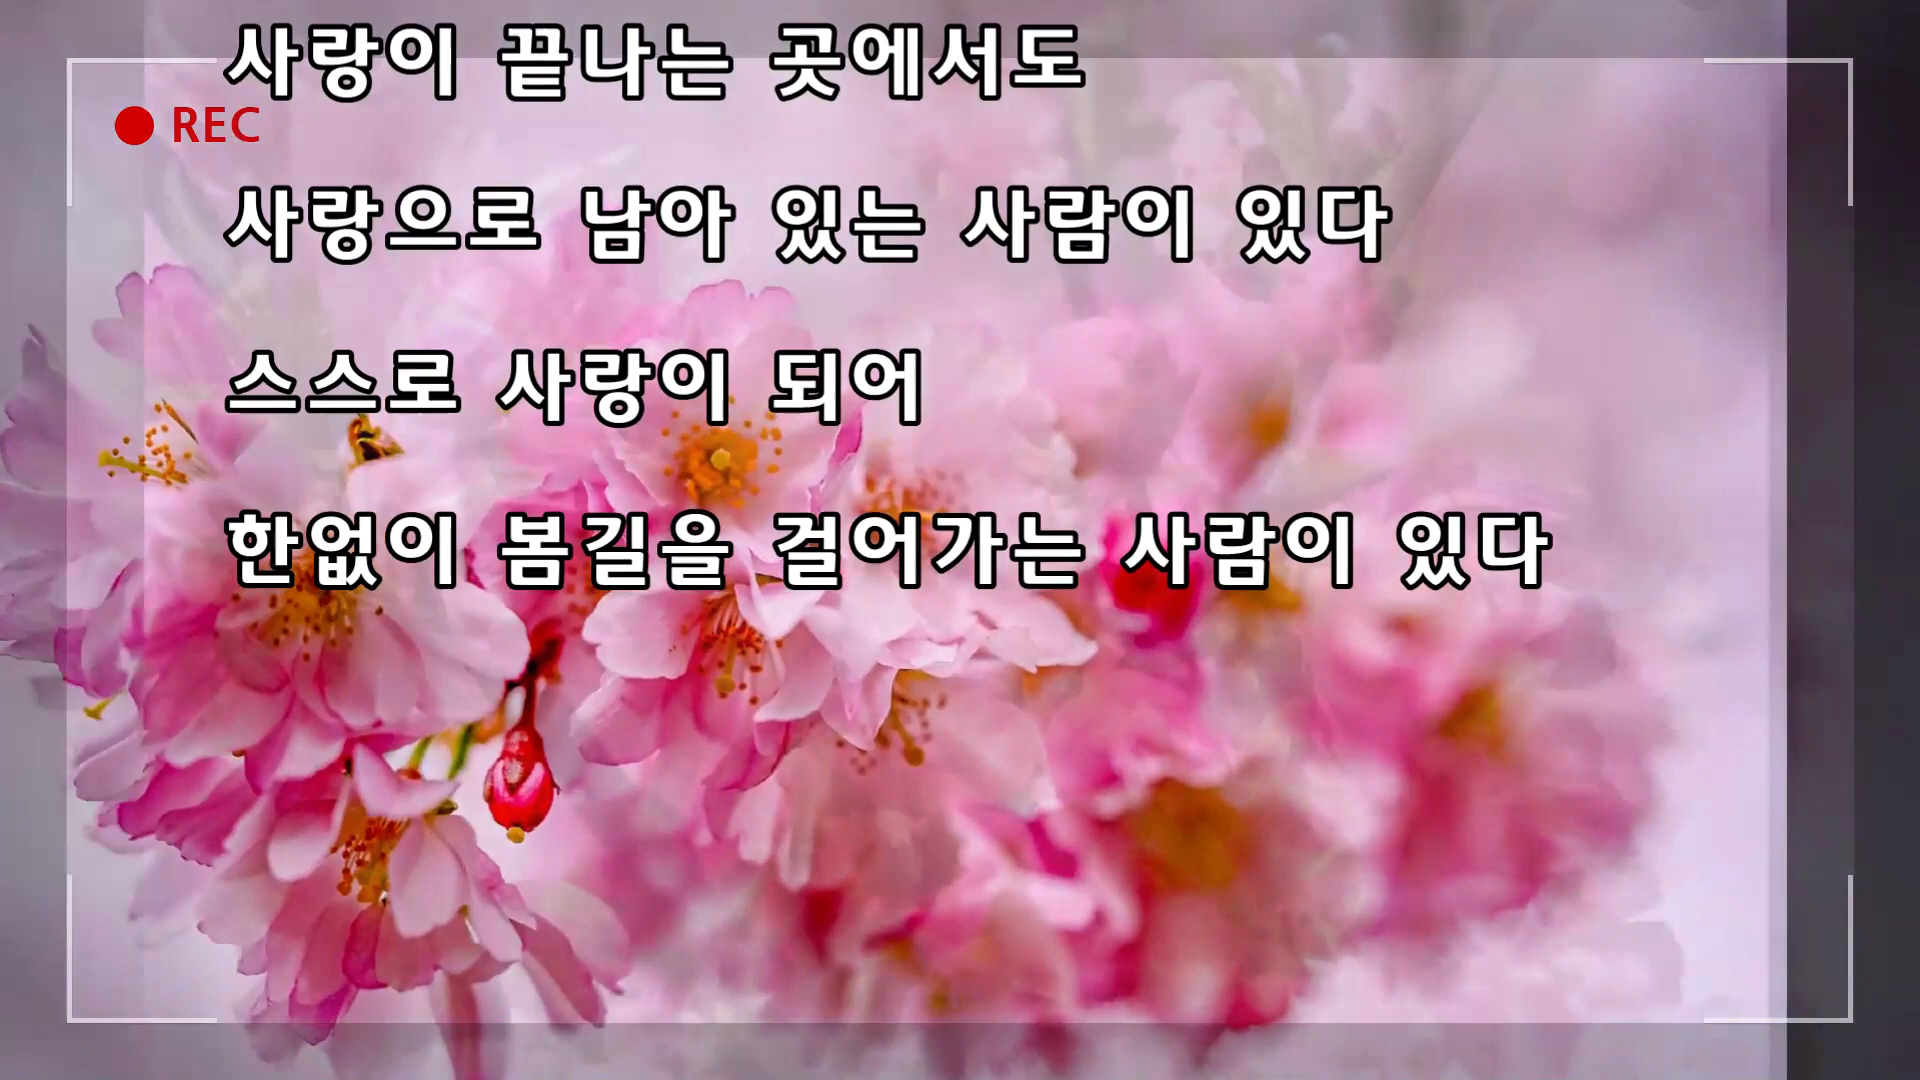 사랑이 끝나는 곳에서도
REC
사랑으로 남아 있는 사람이 있다
스스로 사랑이 되어
한없이 봄길을 걸어가는 사람이 있다